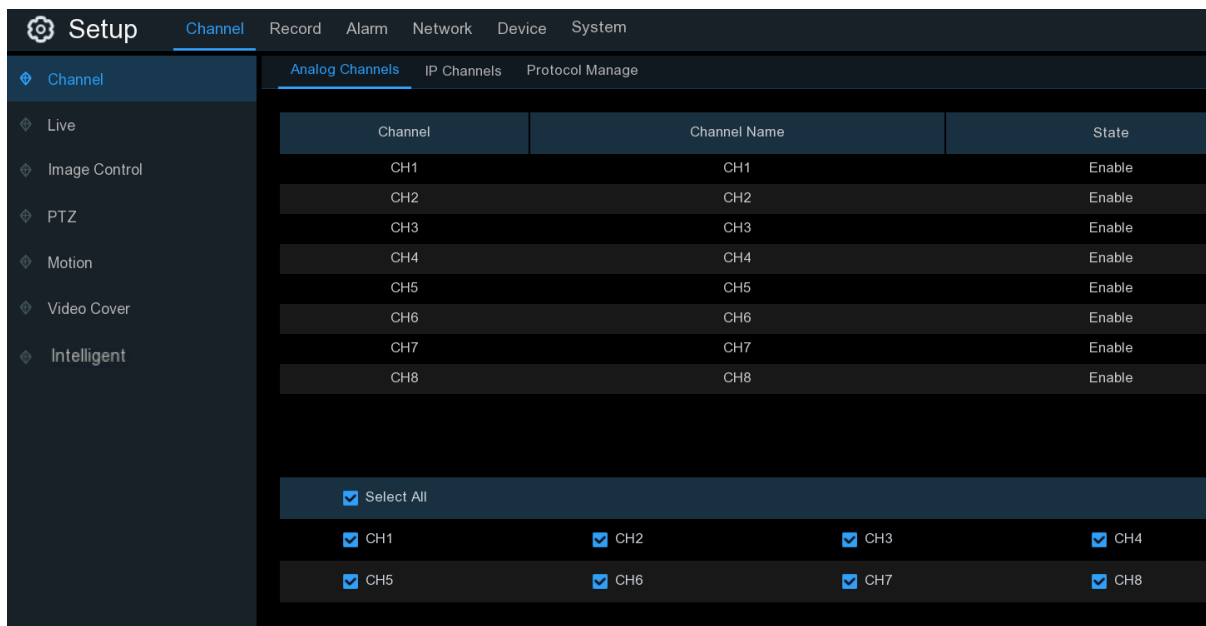 Setup Channel Record Alarm Network Device System
Channel
Live
Image Control
PTZ
Motion
Video Cover
Intelligent
Analog Channels IP Channels Protocol Manage
Channel Channel Name State
CH1 CH1 Enable
CH2 CH2 Enable
CH3 CH3 Enable
CH4 CH4 Enable
CH5 CH5 Enable
CH6 CH6 Enable
CH7 CH7 Enable
CH8 CH8 Enable
Select All
CH1 CH2 CH3 CH4
CH5 CH6 CH7 CH8